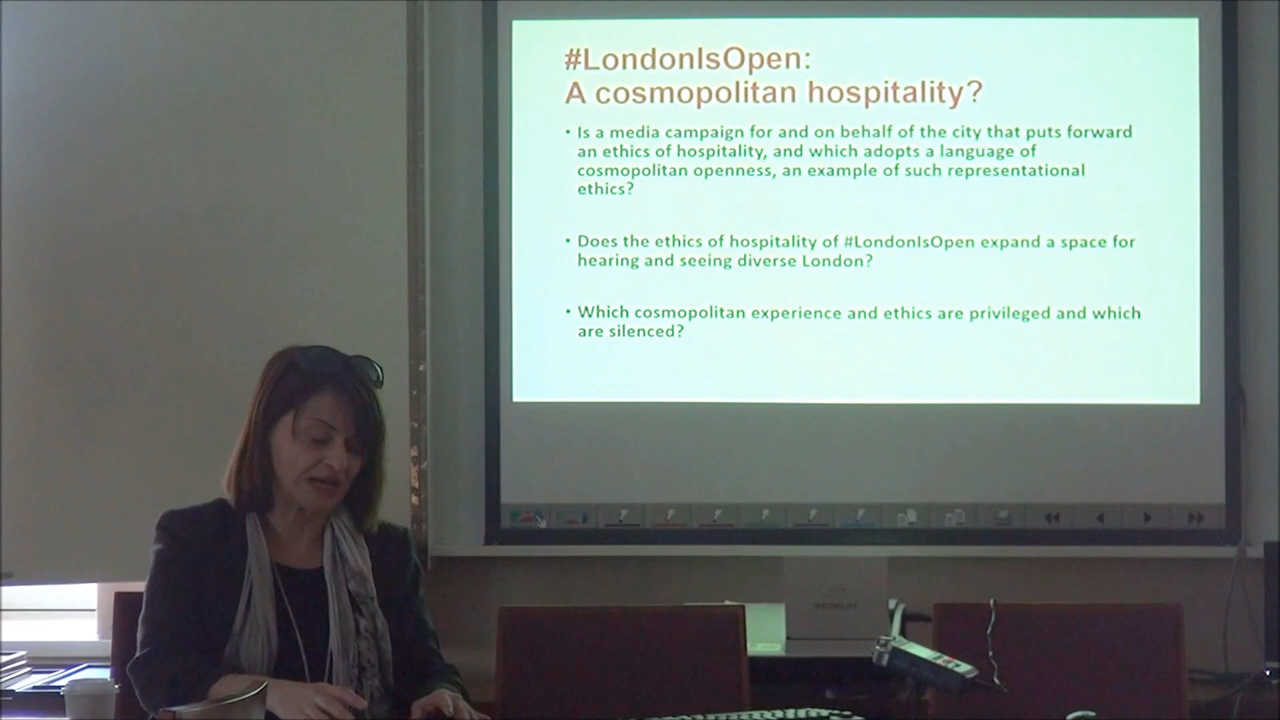 #LondonIsOpen:
A cosmopolitan hospitality?
• Is a media campaign for and on behalf of the city that puts forward
an ethics of hospitality, and which adopts a language of
cosmopolitan openness, an example of such representational
ethics?
• Does the ethics of hospitality of #LondonIsOpen expand a space for
hearing and seeing diverse London?
• Which cosmopolitan experience and ethics are privileged and which
are silenced?